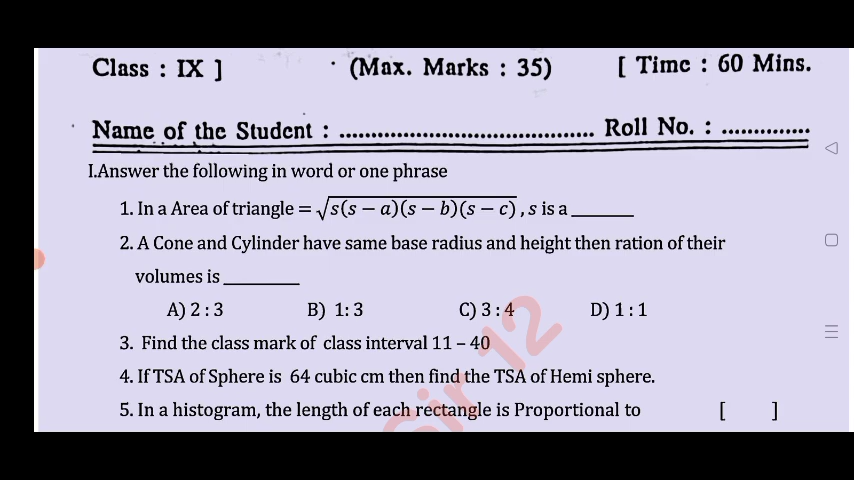 Class : IX ] (Max. Marks : 35) [ Time : 60 Mins.
Name of the Student : ........................................ Roll No. : ..............
I.Answer the following in word or one phrase
1. In a Area of triangle = √s(s − a)(s − b)(s − c) , s is a ________
2. A Cone and Cylinder have same base radius and height then ration of their
volumes is __________
A) 2 : 3 B) 1: 3 C) 3 : 4 D) 1 : 1
3. Find the class mark of class interval 11 – 40
4. If TSA of Sphere is 64 cubic cm then find the TSA of Hemi sphere.
5. In a histogram, the length of each rectangle is Proportional to [ ]
Sir 12